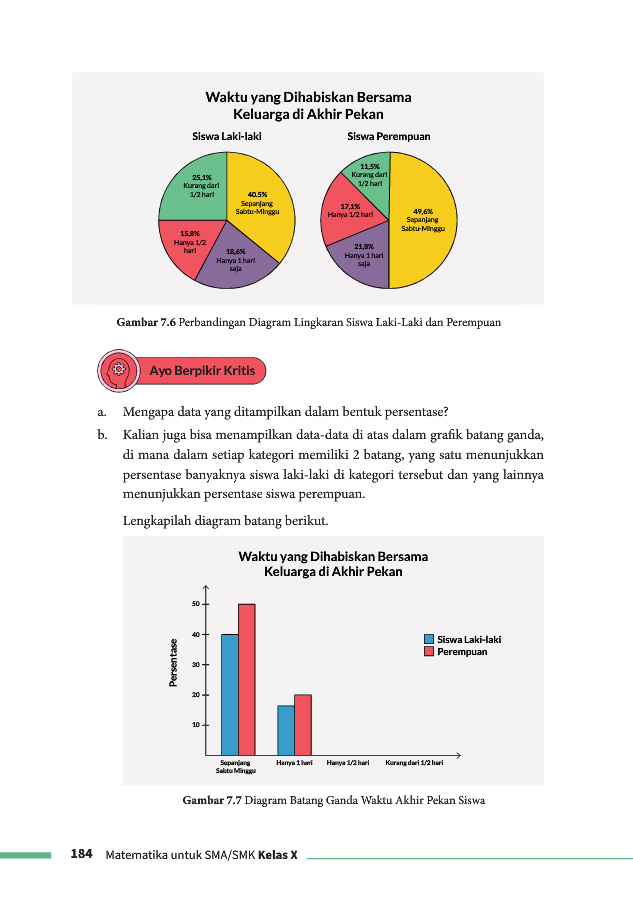 Waktu yang Dihabiskan Bersama
Keluarga di Akhir Pekan
Siswa Laki-laki
Siswa Perempuan
25,1%
Kurang dari
1/2 hari
40.5%
Sepanjang
Sabtu-Minggu
15,8%
Hanya 1/2
hari
18,6%
Hanya 1 hari
saja
11,5%
Kurang dari
1/2 hari
17,1%
Hanya 1/2 hari
49,6%
Sepanjang
Sabtu-Minggu
21,8%
Hanya 1 hari
saja
Gambar 7.6 Perbandingan Diagram Lingkaran Siswa Laki-Laki dan Perempuan
Ayo Berpikir Kritis
a. Mengapa data yang ditampilkan dalam bentuk persentase?
b. Kalian juga bisa menampilkan data-data di atas dalam grafik batang ganda,
di mana dalam setiap kategori memiliki 2 batang, yang satu menunjukkan
persentase banyaknya siswa laki-laki di kategori tersebut dan yang lainnya
menunjukkan persentase siswa perempuan.
Lengkapilah diagram batang berikut.
Waktu yang Dihabiskan Bersama
Keluarga di Akhir Pekan
Persentase
50
40
30
20
10
Siswa Laki-laki
Perempuan
Sepanjang
Sabtu Minggu
Hanya 1 hari
Hanya 1/2 hari
Kurang dari 1/2 hari
Gambar 7.7 Diagram Batang Ganda Waktu Akhir Pekan Siswa
184 Matematika untuk SMA/SMK Kelas X